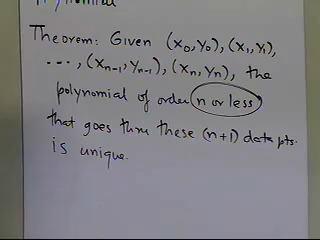 Theorem: Given (x₀,y₀), (x₁,y₁),
..., (xₙ₋₁,yₙ₋₁), (xₙ,yₙ), the
polynomial of order n or less
that goes thru these (n+1) data pts.
is unique.